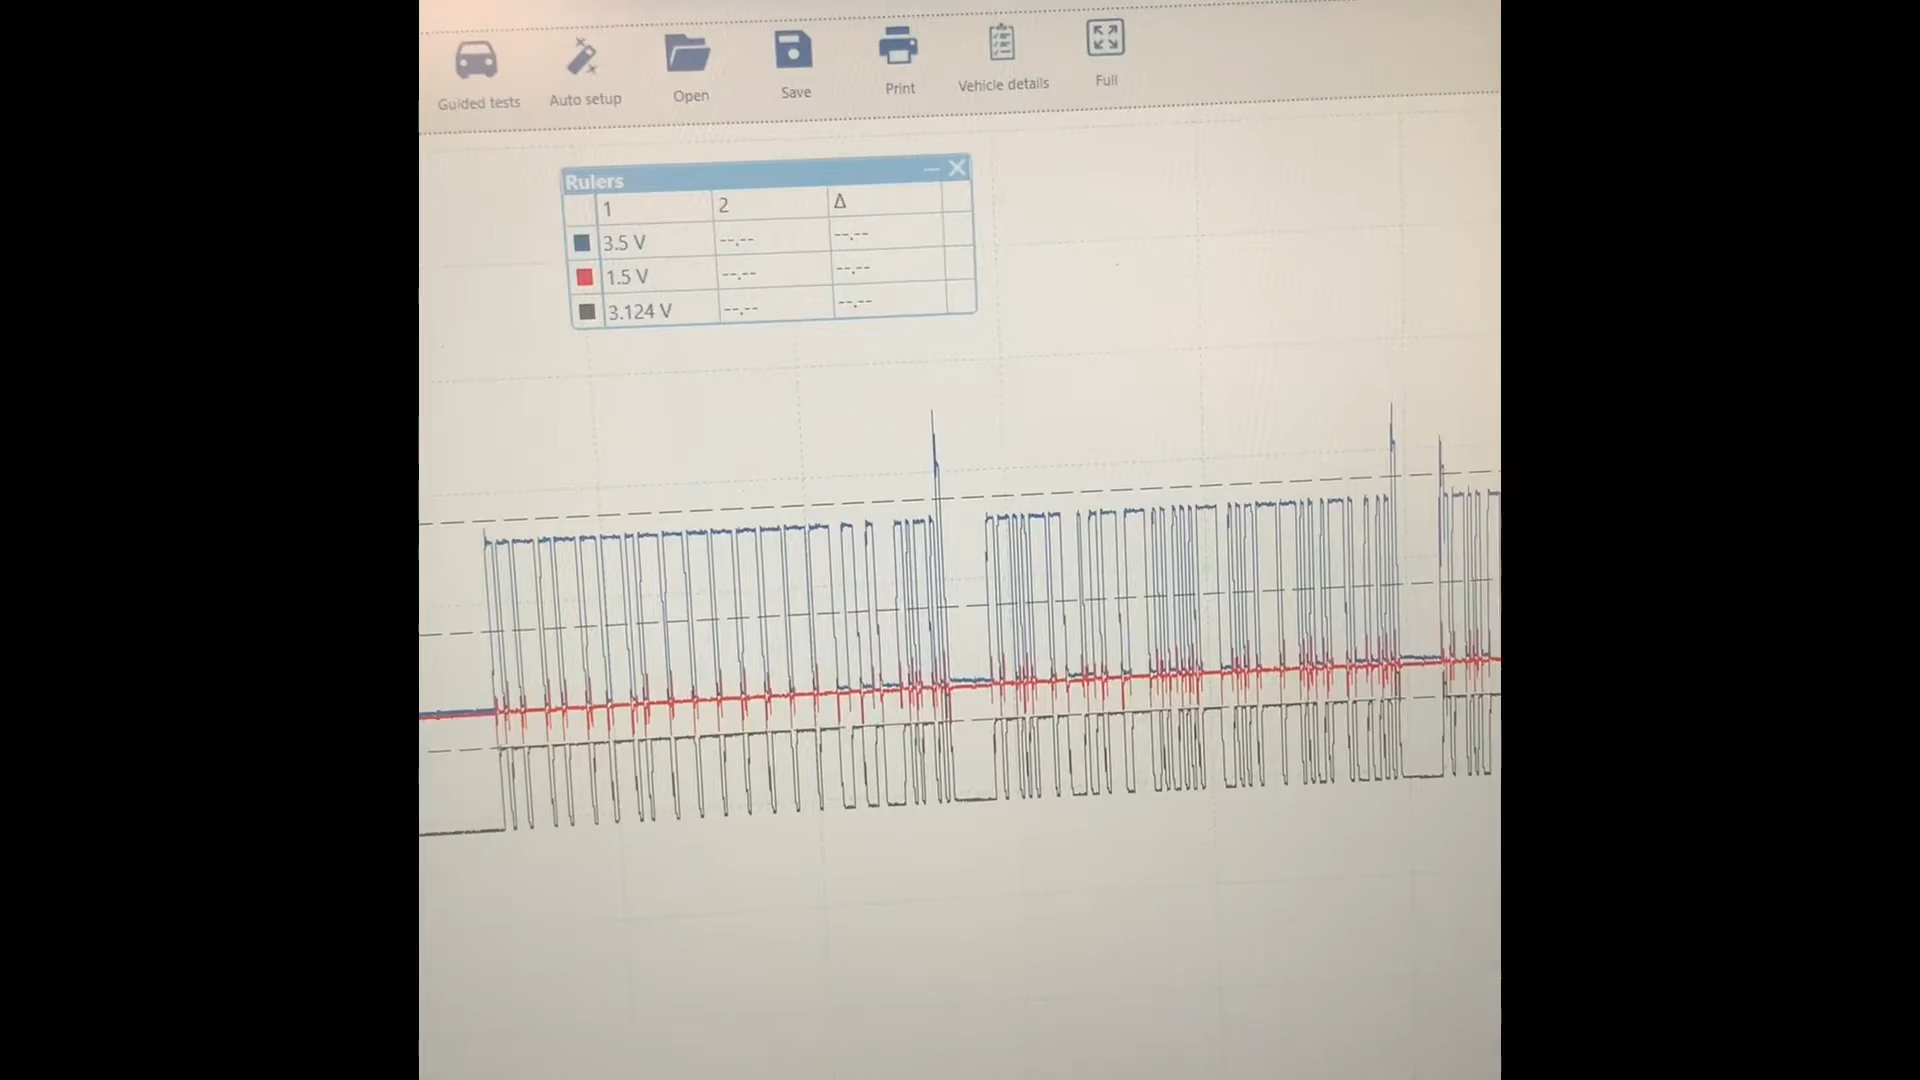 Guided tests
Auto setup
Open
Save
Print
Vehicle details
Full
Rulers
1 2 Δ
3.5 V --.-- --.--
1.5 V --.-- --.--
3.124 V --.-- --.--